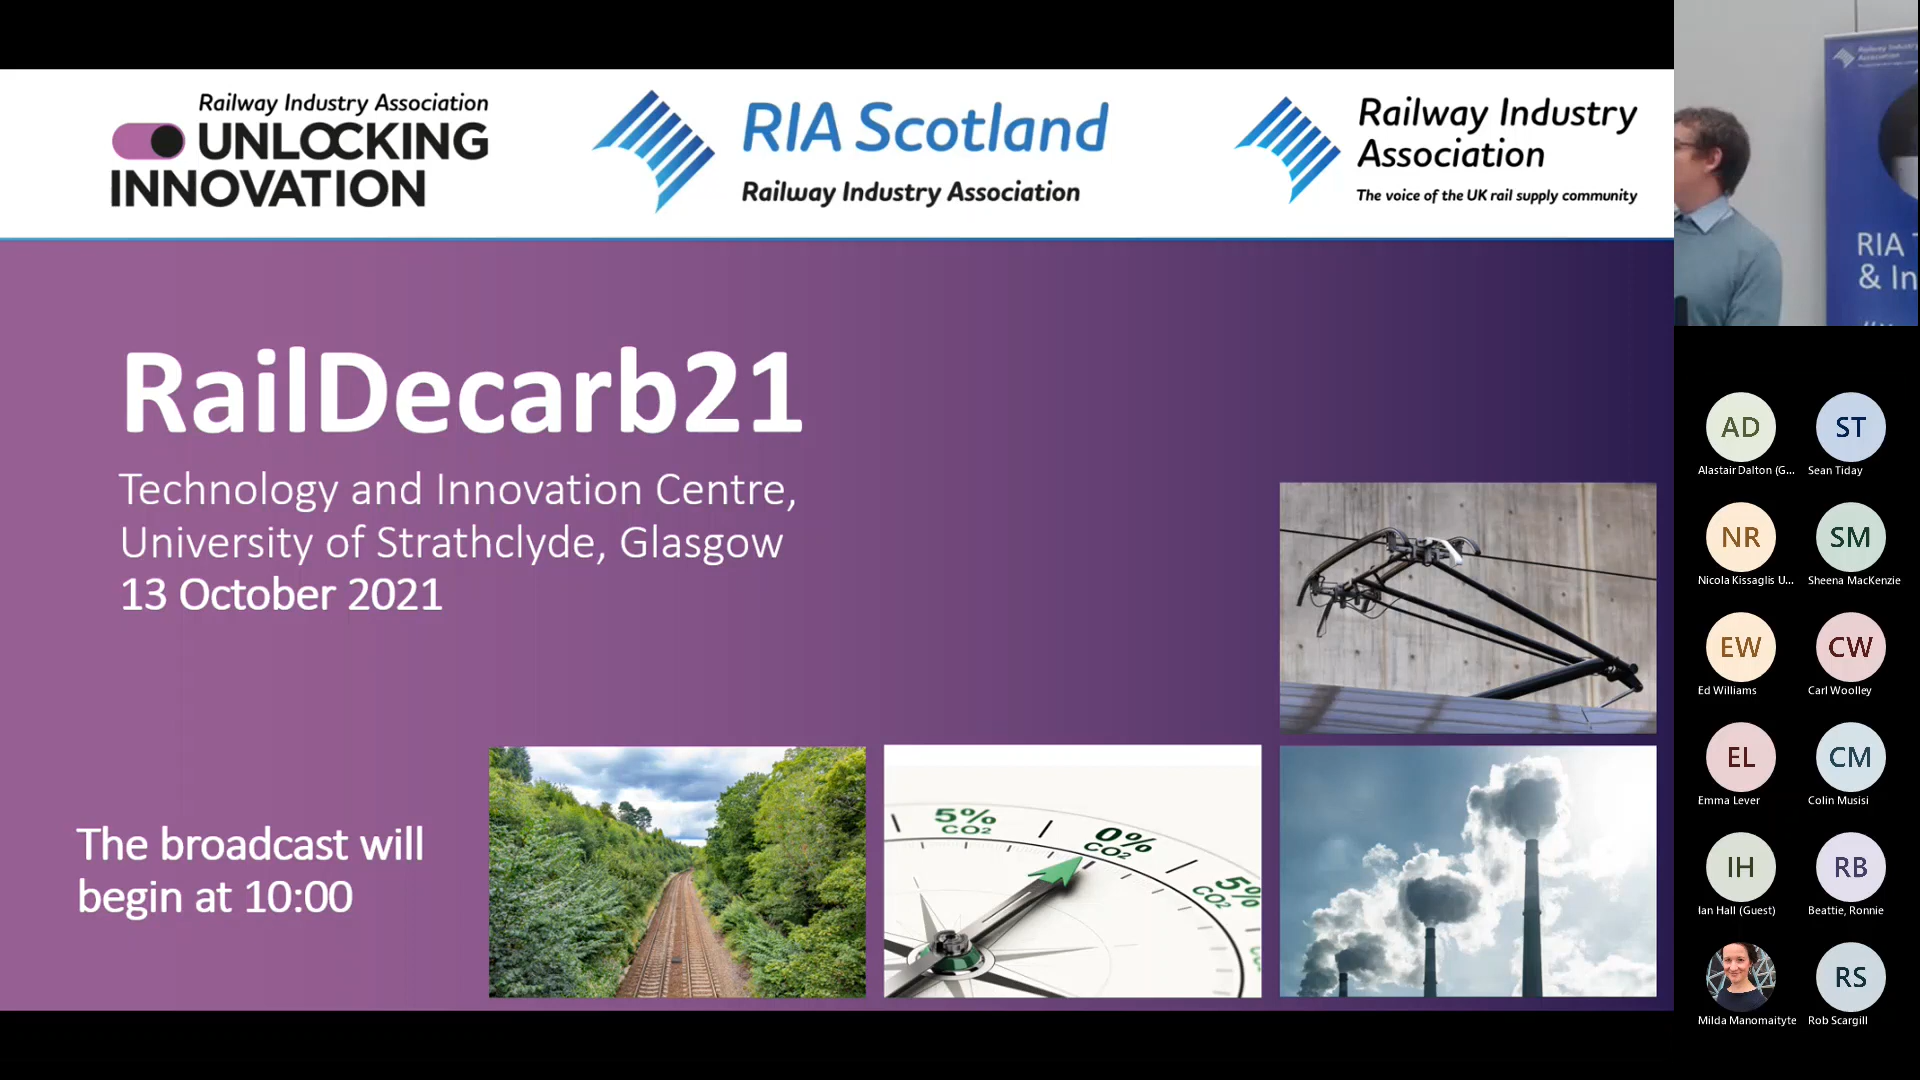 Railway Industry Association
UNLOCKING
INNOVATION
RIA Scotland
Railway Industry Association
Railway Industry
Association
The voice of the UK rail supply community
RailDecarb21
Technology and Innovation Centre,
University of Strathclyde, Glasgow
13 October 2021
The broadcast will
begin at 10:00
5%
CO2
0%
CO2
5%
CO2
Railway Industry
Association
RIA
& In
AD
ST
Alastair Dalton (G...
Sean Tiday
NR
SM
Nicola Kissaglis U...
Sheena MacKenzie
EW
CW
Ed Williams
Carl Woolley
EL
CM
Emma Lever
Colin Musisi
IH
RB
Ian Hall (Guest)
Beattie, Ronnie
RS
Milda Manomaityte
Rob Scargill